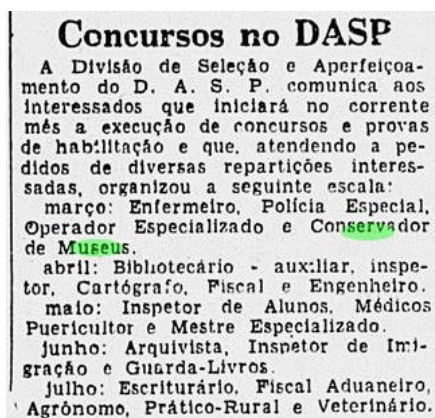 Concursos no DASP
A Divisão de Seleção e Aperfeiçoa-
mento do D. A. S. P. comunica aos
interessados que iniciará no corrente
mês a execução de concursos e provas
de habilitação e que, atendendo a pe-
didos de diversas repartições interes-
sadas, organizou a seguinte escala:
março: Enfermeiro, Polícia Especial,
Operador Especializado e Conservador
de Museus.
abril: Bibliotecário - auxiliar, inspe-
tor, Cartógrafo, Fiscal e Engenheiro.
maio: Inspetor de Alunos, Médicos
Puericultor e Mestre Especializado.
junho: Arquivista, Inspetor de Imi-
gração e Guarda-Livros.
julho: Escriturário, Fiscal Aduaneiro,
Agrônomo, Prático-Rural e Veterinário.